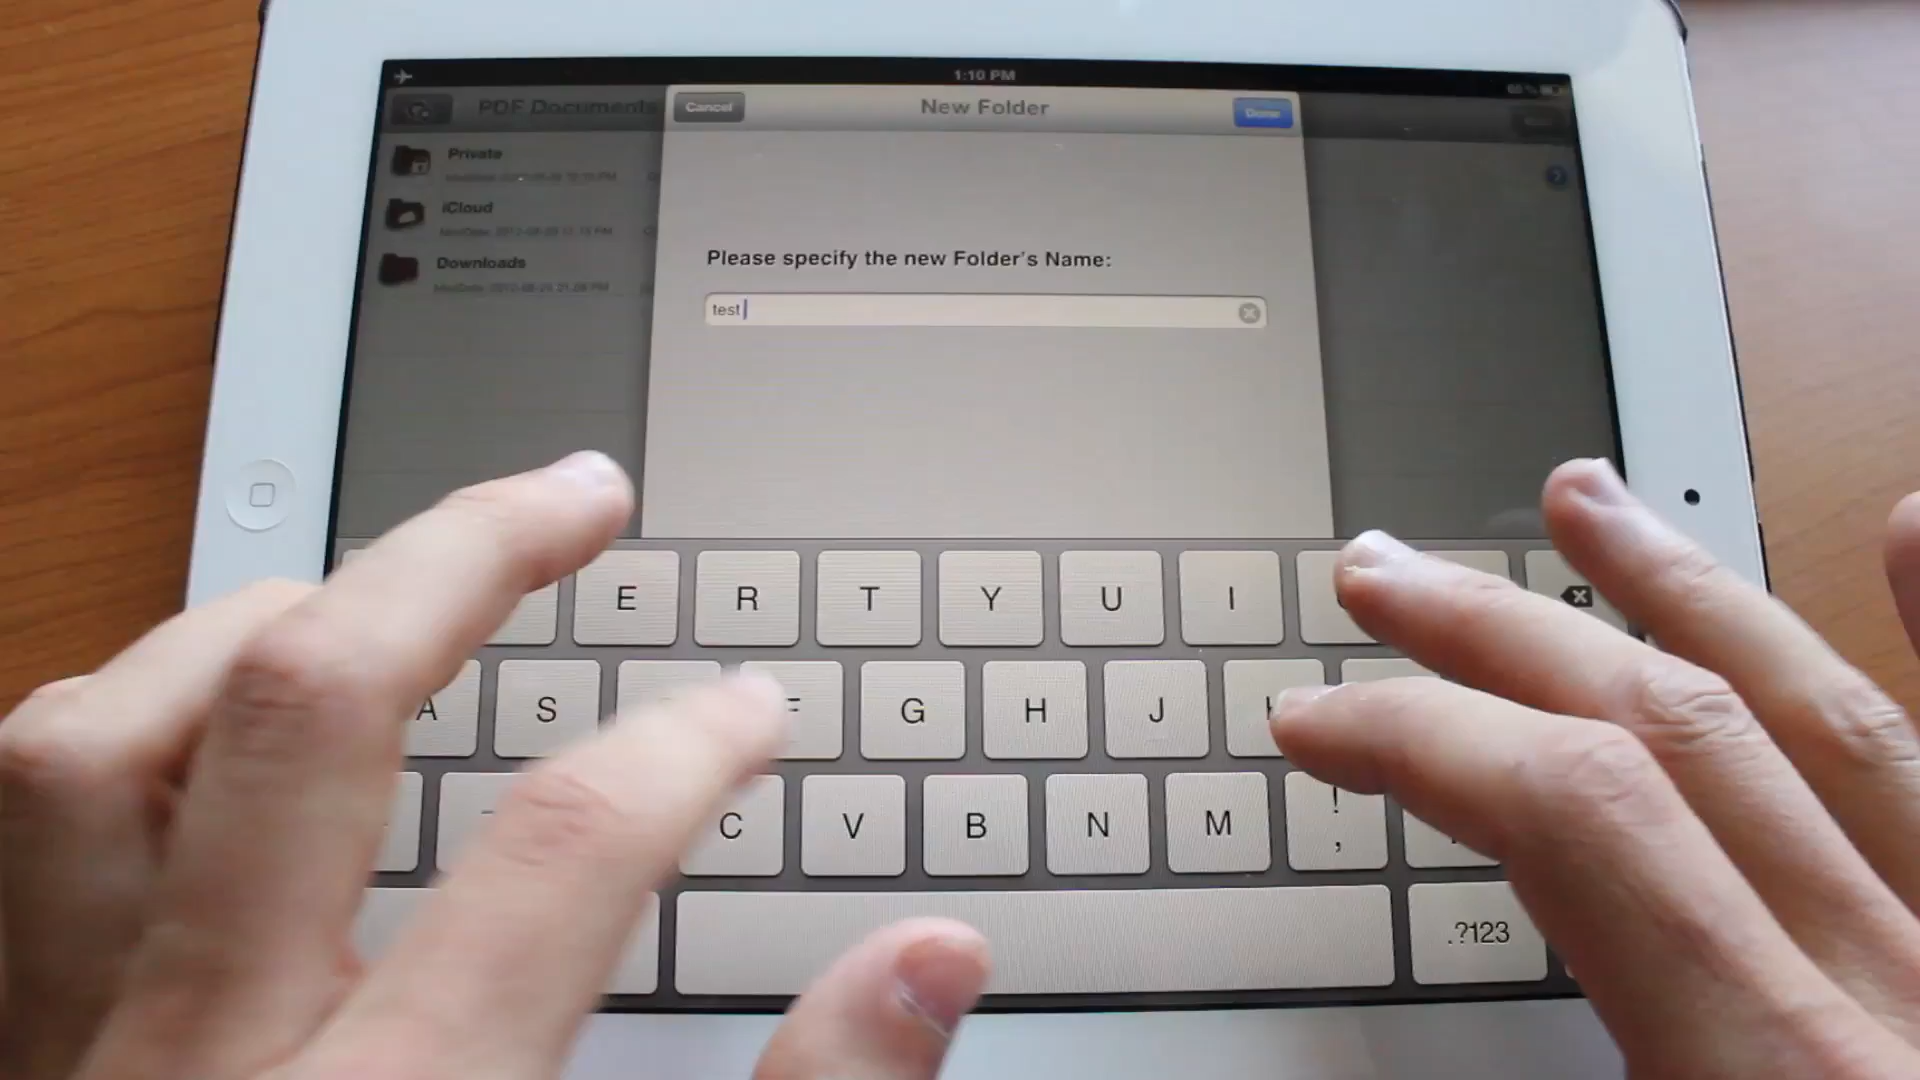 1:10 PM
PDF Documents
Cancel
New Folder
Done
Private
iCloud
Downloads
Please specify the new Folder's Name:
test
E R T Y U I
A S F G H J K
C V B N M ! ,
.?123